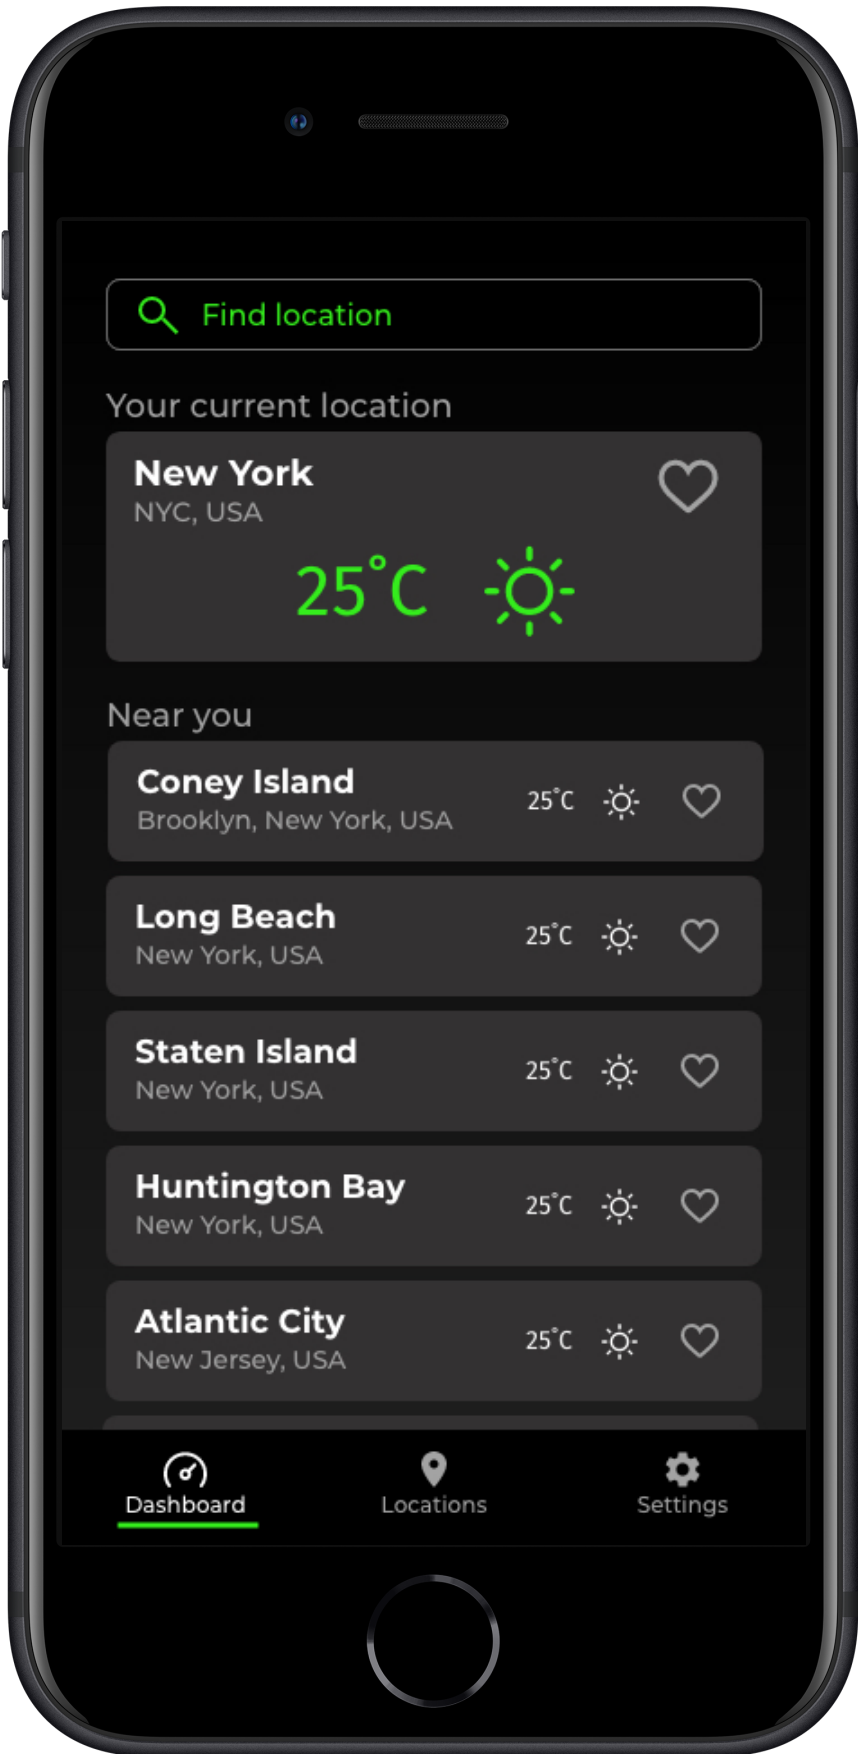 Find location
Your current location
New York
NYC, USA
25°C
Near you
Coney Island
Brooklyn, New York, USA
25°C
Long Beach
New York, USA
25°C
Staten Island
New York, USA
25°C
Huntington Bay
New York, USA
25°C
Atlantic City
New Jersey, USA
25°C
Dashboard
Locations
Settings